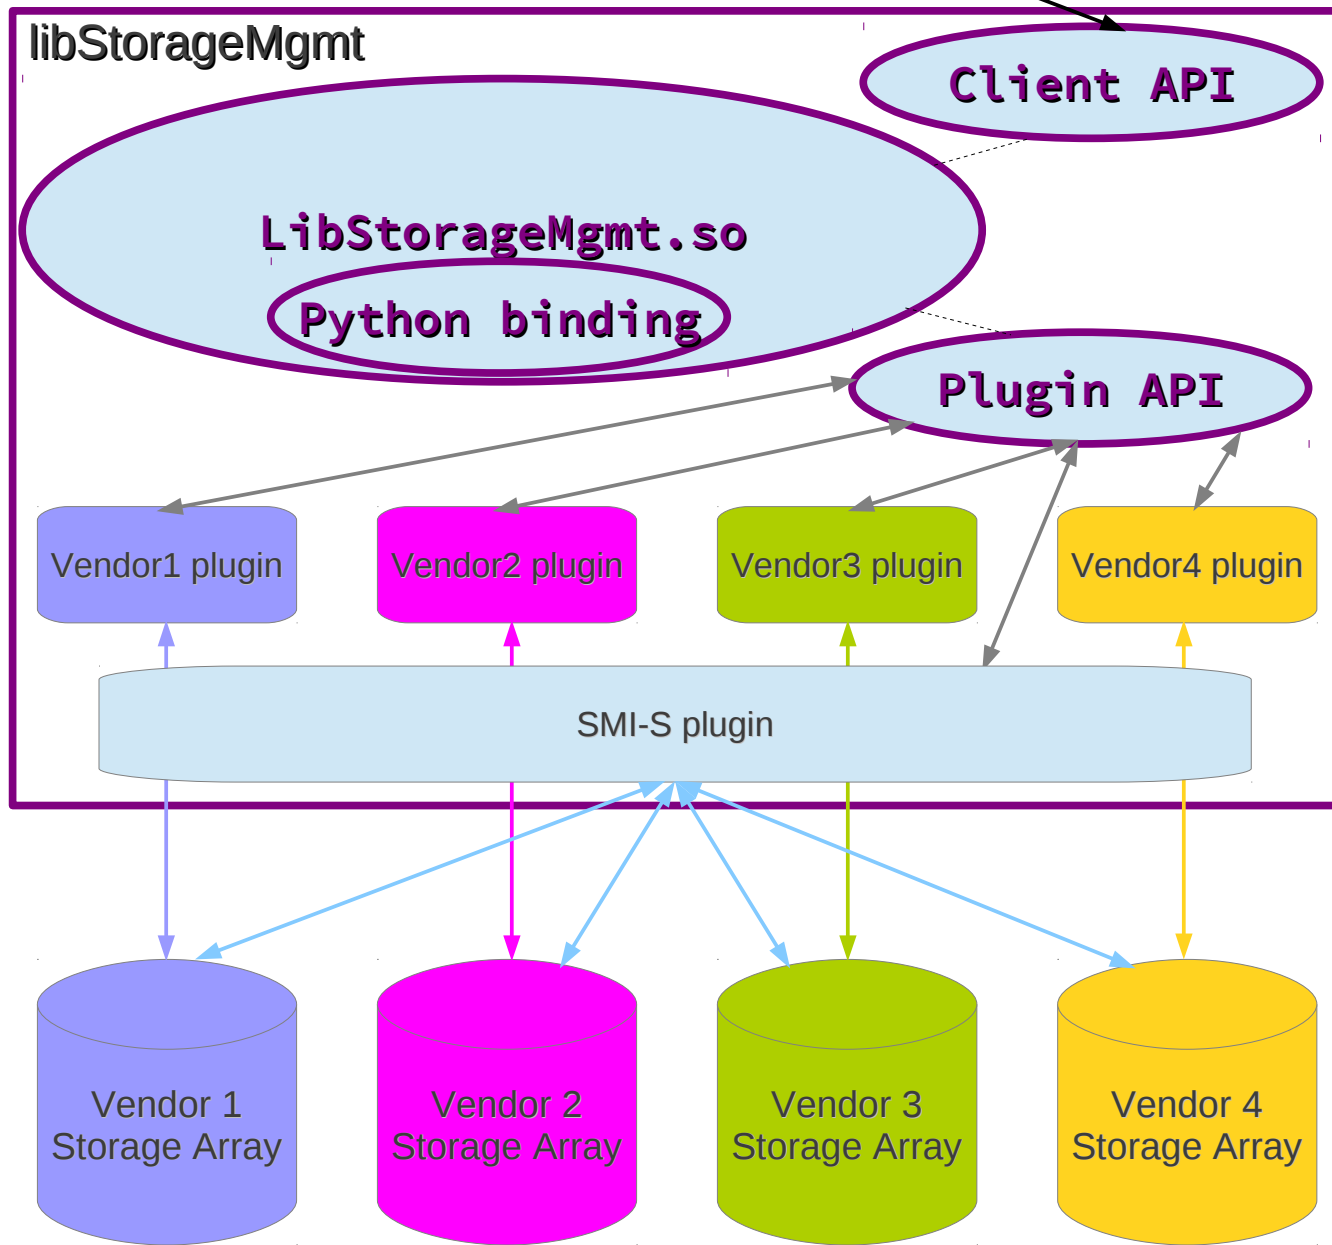 libStorageMgmt
Client API
LibStorageMgmt.so
Python binding
Plugin API
Vendor1 plugin
Vendor2 plugin
Vendor3 plugin
Vendor4 plugin
SMI-S plugin
Vendor 1
Storage Array
Vendor 2
Storage Array
Vendor 3
Storage Array
Vendor 4
Storage Array